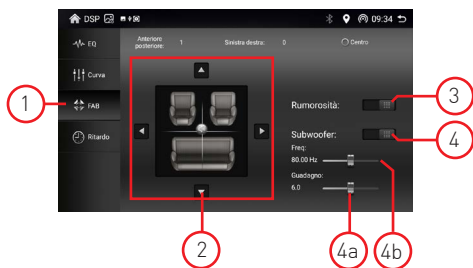 DSP 09:34
Anteriore posteriore: 1 Sinistra destra: 0 Centro
EQ
Curva
FAB
Ritardo
Rumorosità:
Subwoofer:
Freq:
80.00 Hz
Guadagno:
6.0
1
2
3
4
4a
4b